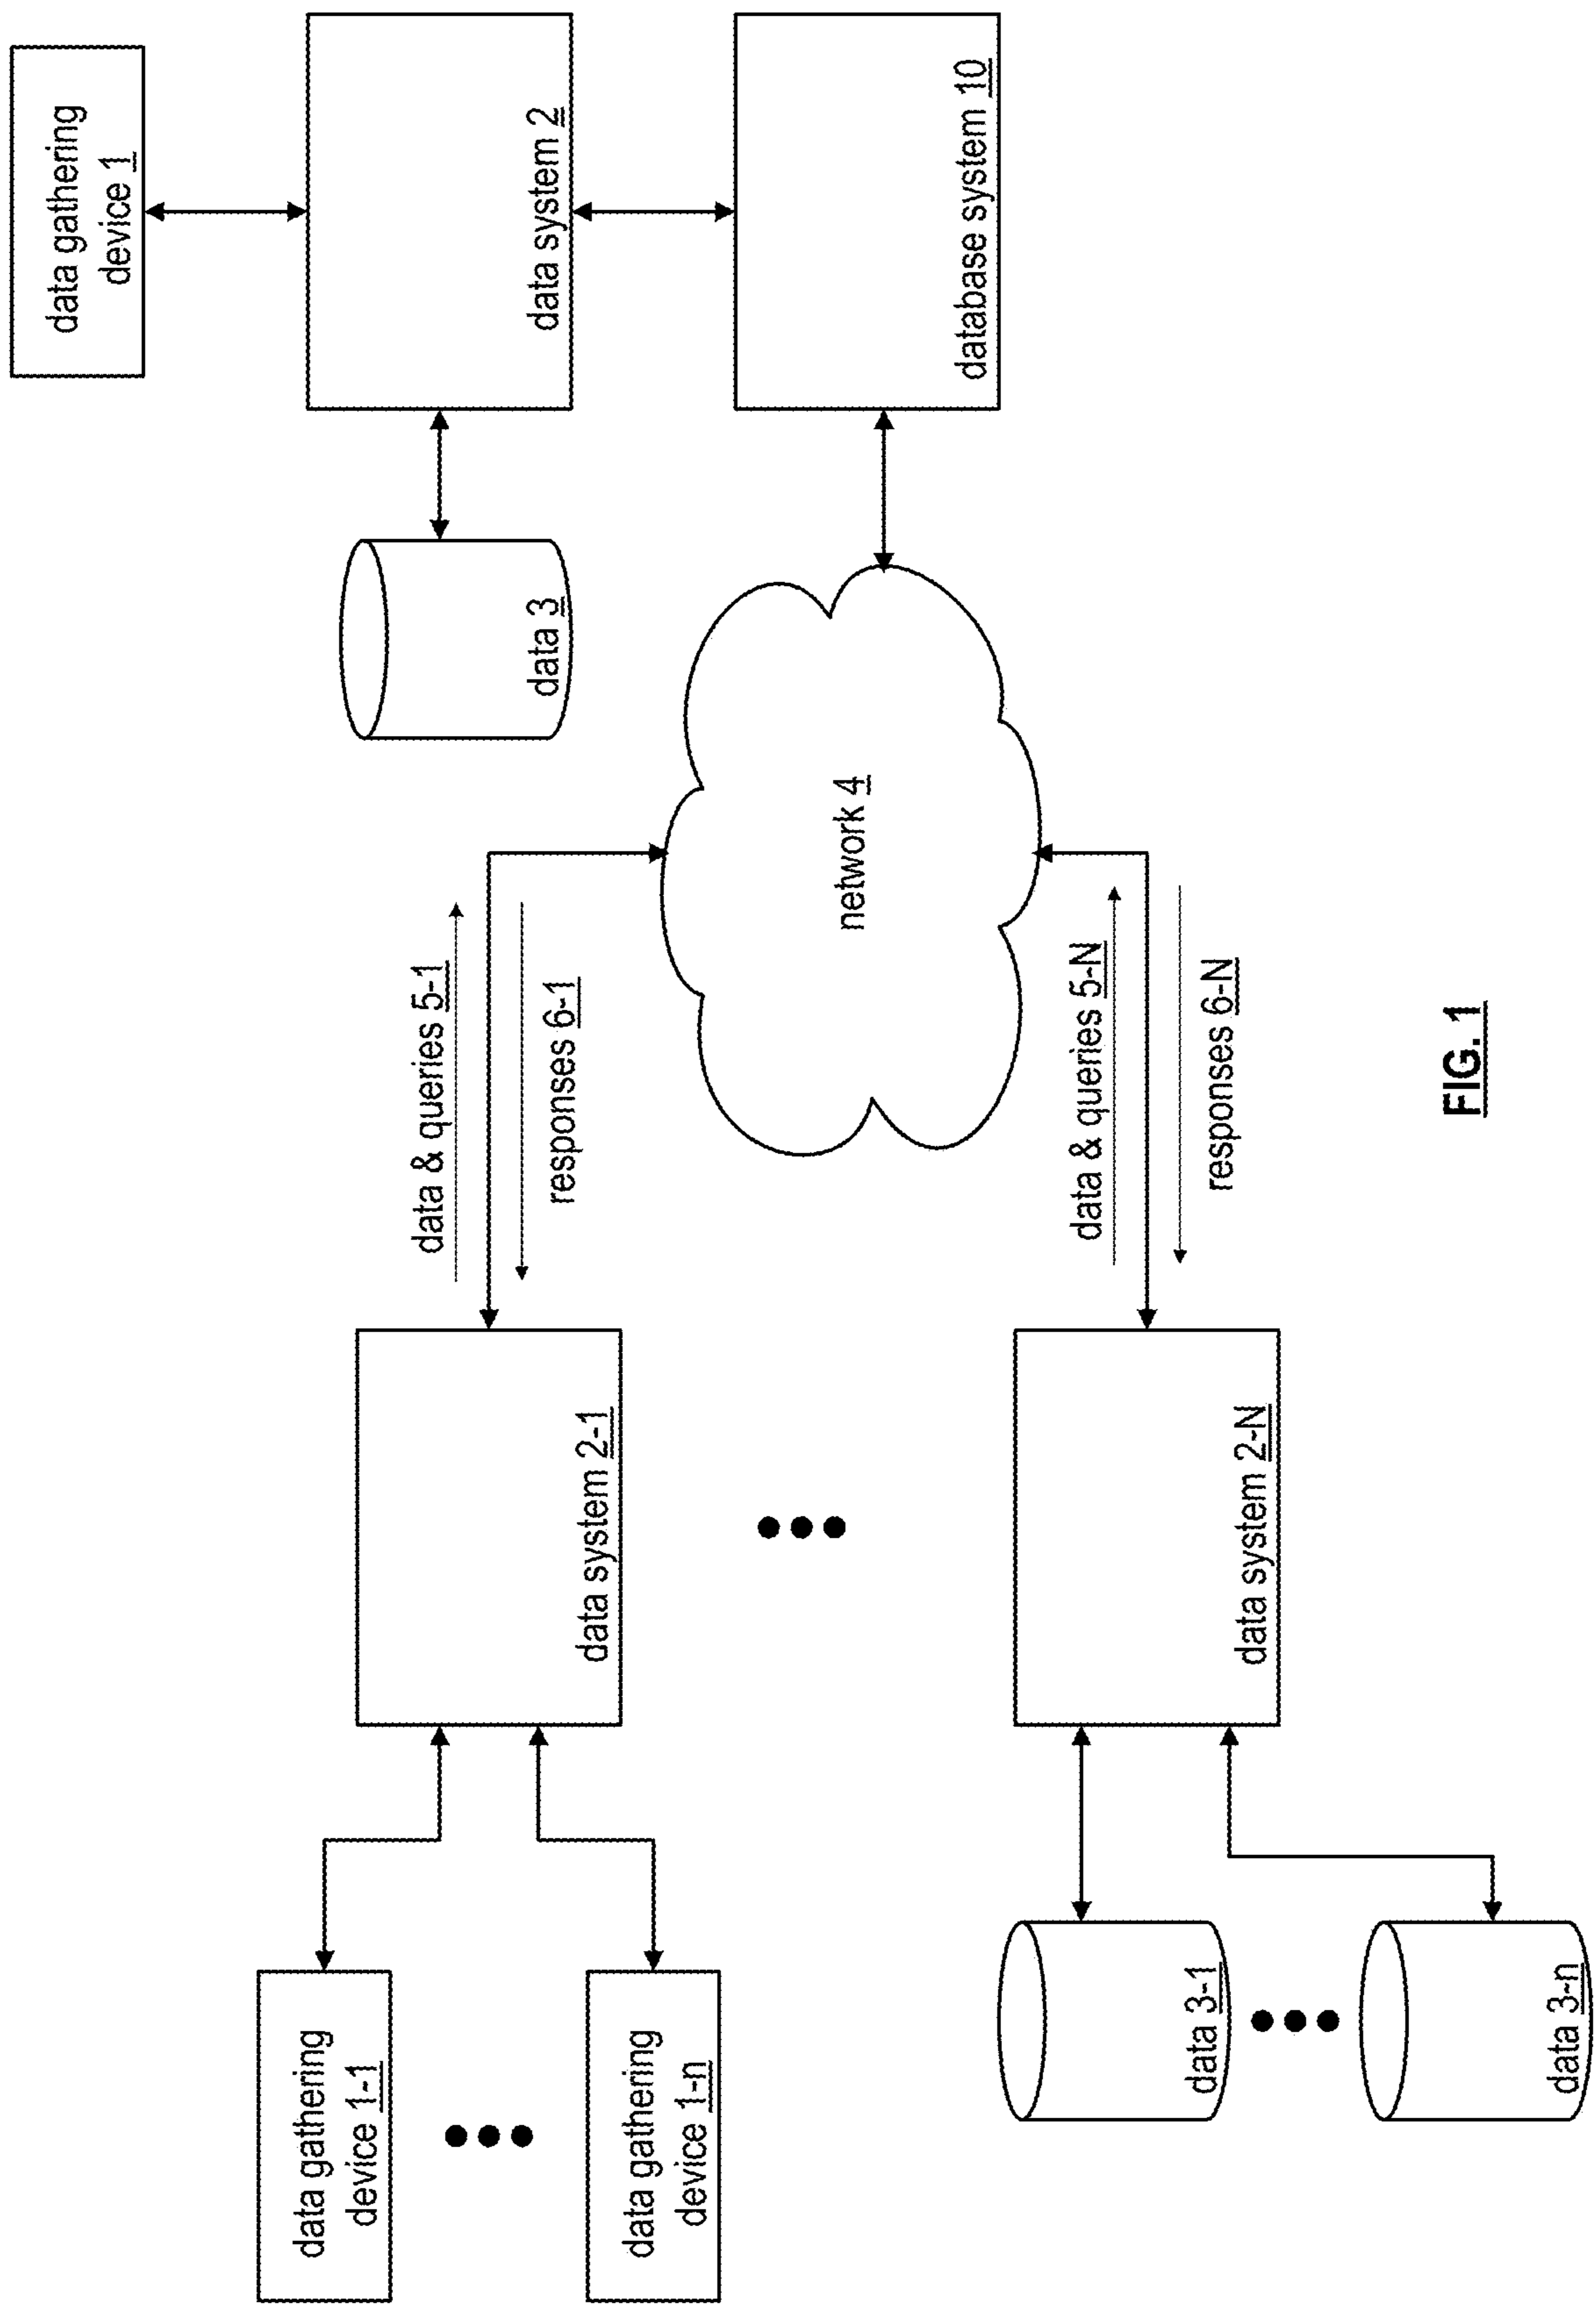 data gathering
device 1-1
data gathering
device 1-n
data system 2-1
data & queries 5-1
responses 6-1
data 3
data gathering
device 1
data system 2
network 4
database system 10
data 3-1
data 3-n
data system 2-N
data & queries 5-N
responses 6-N
FIG. 1